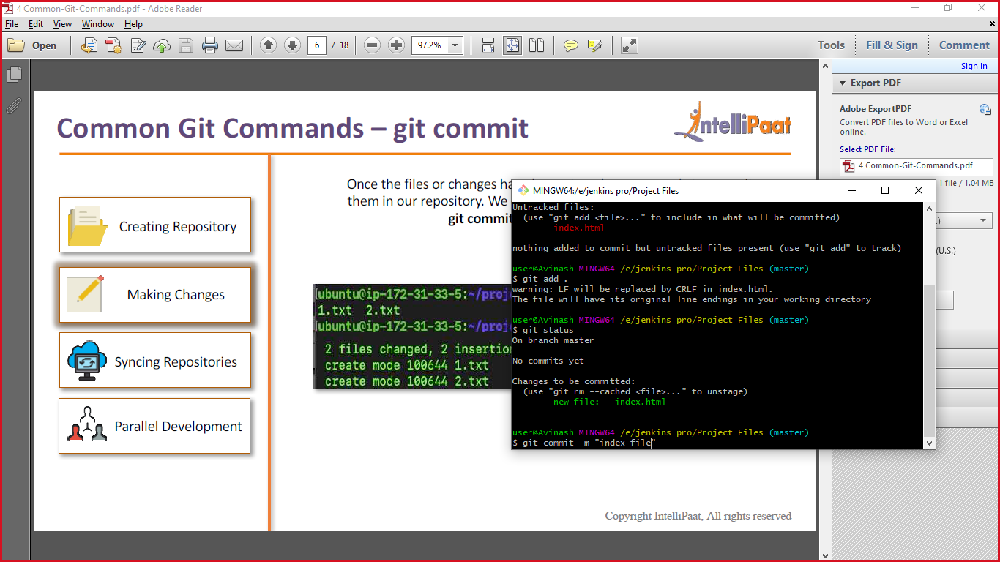 4 Common-Git-Commands.pdf - Adobe Reader
File Edit View Window Help
Open 6 / 18 97.2% Tools Fill & Sign Comment
Sign In
Export PDF
Adobe ExportPDF
Convert PDF files to Word or Excel
online.
Select PDF File:
4 Common-Git-Commands.pdf
1 file / 1.04 MB
(U.S.)
Common Git Commands – git commit
IntelliPaat
Creating Repository
Making Changes
Syncing Repositories
Parallel Development
Once the files or changes
them in our repository. We
git commit
ubuntu@ip-172-31-33-5:~/proj
1.txt 2.txt
ubuntu@ip-172-31-33-5:~/proj
2 files changed, 2 insertio
create mode 100644 1.txt
create mode 100644 2.txt
Copyright IntelliPaat, All rights reserved
MINGW64:/e/jenkins pro/Project Files
Untracked files:
(use "git add <file>..." to include in what will be committed)
index.html
nothing added to commit but untracked files present (use "git add" to track)
user@Avinash MINGW64 /e/jenkins pro/Project Files (master)
$ git add .
warning: LF will be replaced by CRLF in index.html.
The file will have its original line endings in your working directory
user@Avinash MINGW64 /e/jenkins pro/Project Files (master)
$ git status
On branch master
No commits yet
Changes to be committed:
(use "git rm --cached <file>..." to unstage)
new file: index.html
user@Avinash MINGW64 /e/jenkins pro/Project Files (master)
$ git commit -m "index file"